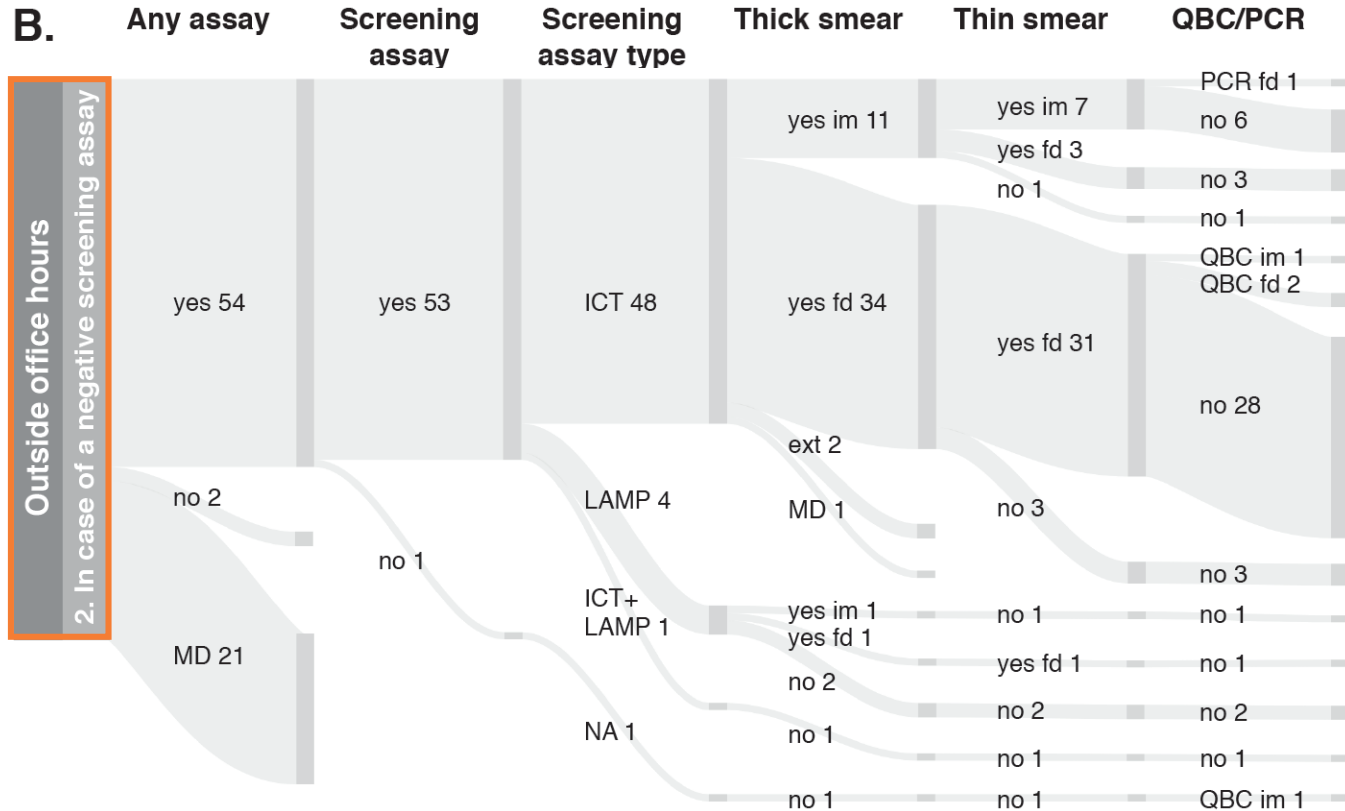 B.
Any assay
Screening
assay
Screening
assay type
Thick smear
Thin smear
QBC/PCR
Outside office hours
2. In case of a negative screening assay
yes 54
no 2
MD 21
yes 53
no 1
ICT 48
LAMP 4
ICT+
LAMP 1
NA 1
yes im 11
yes fd 34
ext 2
MD 1
yes im 1
yes fd 1
no 2
no 1
no 1
yes im 7
yes fd 3
no 1
yes fd 31
no 3
no 1
yes fd 1
no 2
no 1
no 1
PCR fd 1
no 6
no 3
no 1
QBC im 1
QBC fd 2
no 28
no 3
no 1
no 1
no 2
no 1
QBC im 1